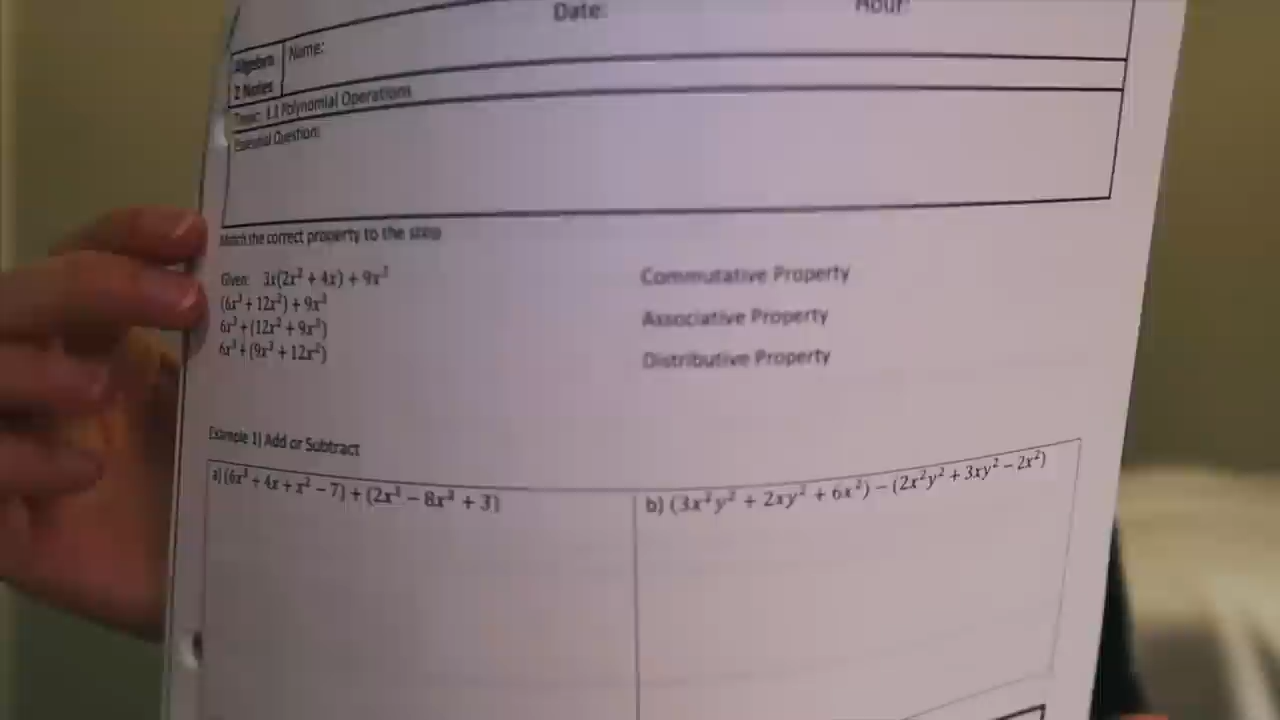 Date: Hour:
Algebra 2 Notes
Name:
Topic: 1.1 Polynomial Operations
Essential Question:
Match the correct property to the step
Given: 3x(2x² + 4x) + 9x³
Commutative Property
(6x³ + 12x²) + 9x³
6x³ + (12x² + 9x³)
Associative Property
6x³ + (9x³ + 12x²)
Distributive Property
Example 1) Add or Subtract
a) (6x³ + 4x + x² − 7) + (2x³ − 8x² + 3)
b) (3x²y² + 2xy² + 6x²) − (2x²y² + 3xy² − 2x²)